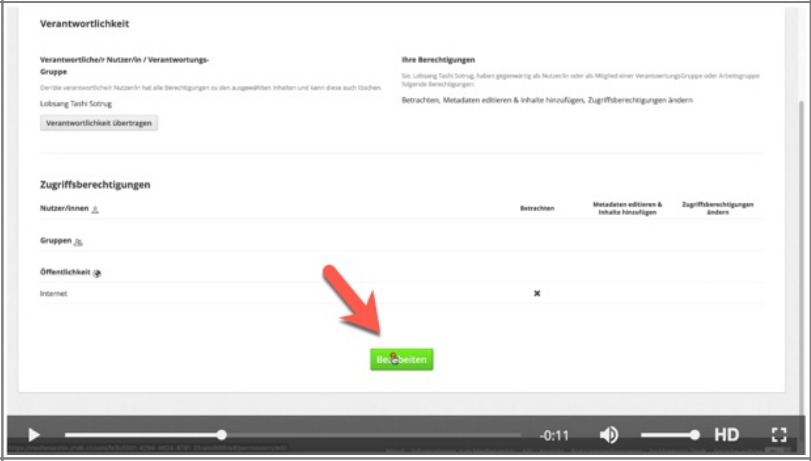 Verantwortlichkeit
Verantwortliche/r Nutzer/in / Verantwortungs-
Gruppe
Der/die verantwortliche/r Nutzer/in hat alle Berechtigungen zu den ausgewählten Inhalten und kann diese auch löschen.
Lobsang Tashi Sotrug
Verantwortlichkeit übertragen
Ihre Berechtigungen
Sie, Lobsang Tashi Sotrug, haben gegenwärtig als Nutzer/in oder als Mitglied einer VerantwortungsGruppe oder Arbeitsgruppe
folgende Berechtigungen:
Betrachten, Metadaten editieren & Inhalte hinzufügen, Zugriffsberechtigungen ändern
Zugriffsberechtigungen
Nutzer/innen
Betrachten
Metadaten editieren &
Inhalte hinzufügen
Zugriffsberechtigungen
ändern
Gruppen
Öffentlichkeit
Internet
Bearbeiten
-0:11
HD